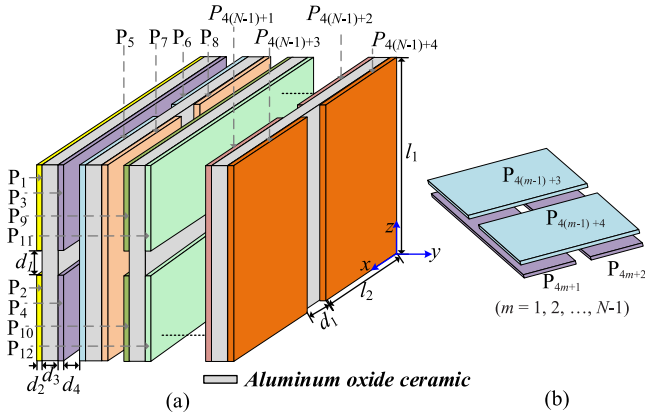 P4(N-1)+1 P4(N-1)+2
P5 P7 P6 P8 P4(N-1)+3 P4(N-1)+4
P1
P3
P9
P11
d1
P2
P4
P10
P12
d2 d3 d4
l1
z
x y
l2
d1
(a)
Aluminum oxide ceramic
P4(m-1)+3
P4(m-1)+4
P4m+1
P4m+2
(m = 1, 2, …, N-1)
(b)